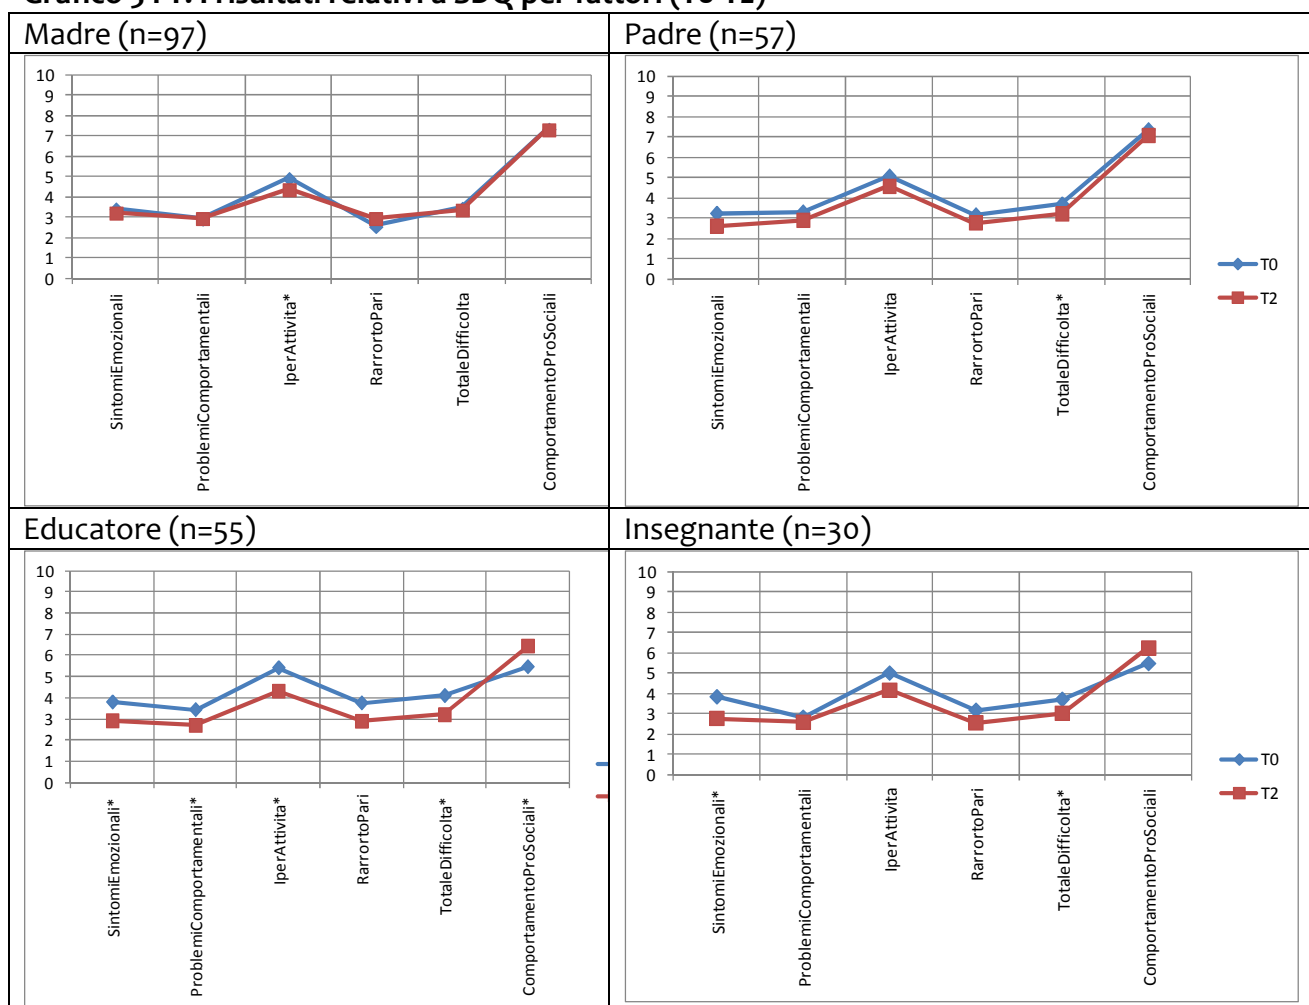 Madre (n=97)
Padre (n=57)
10
9
8
7
6
5
4
3
2
1
0
SintomiEmozionali
ProblemiComportamentali
IperAttivita*
RarrortoPari
TotaleDifficolta
ComportamentoProSociali
10
9
8
7
6
5
4
3
2
1
0
SintomiEmozionali
ProblemiComportamentali
IperAttivita
RarrortoPari
TotaleDifficolta*
ComportamentoProSociali
T0
T2
Educatore (n=55)
Insegnante (n=30)
10
9
8
7
6
5
4
3
2
1
0
SintomiEmozionali*
ProblemiComportamentali*
IperAttivita*
RarrortoPari
TotaleDifficolta*
ComportamentoProSociali*
10
9
8
7
6
5
4
3
2
1
0
SintomiEmozionali*
ProblemiComportamentali
IperAttivita
RarrortoPari
TotaleDifficolta*
ComportamentoProSociali
T0
T2